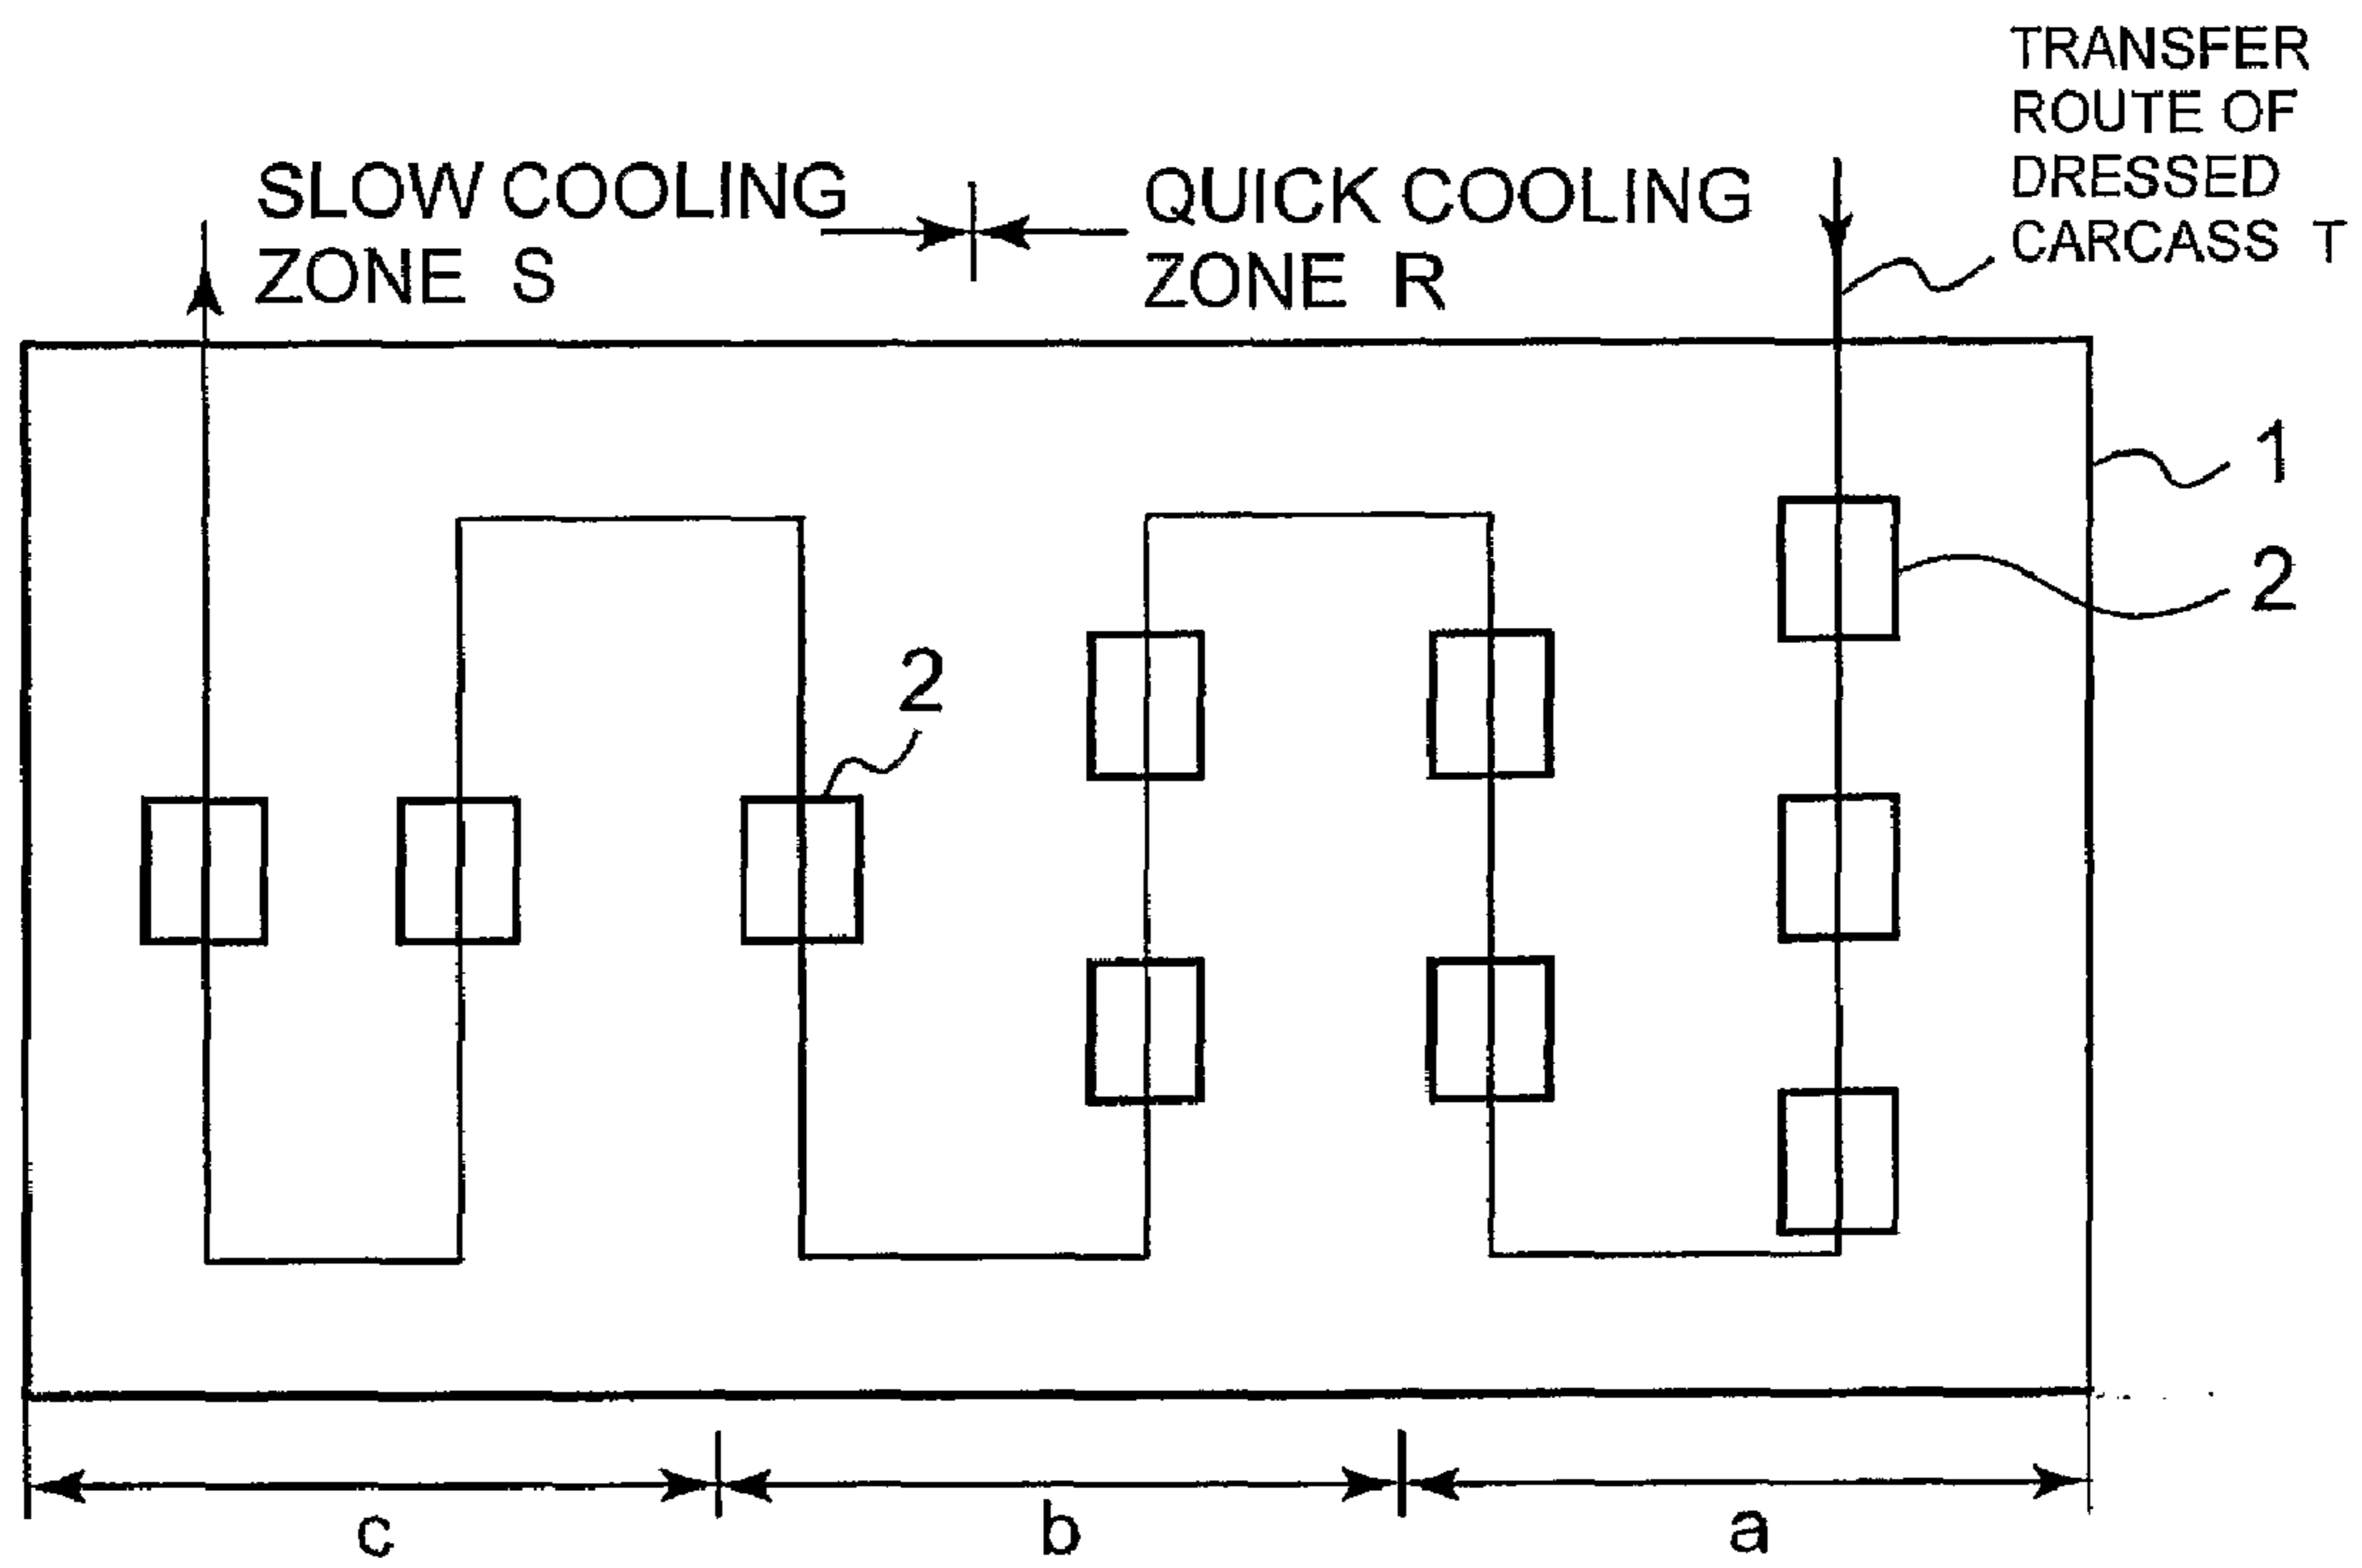 TRANSFER
ROUTE OF
DRESSED
CARCASS T
SLOW COOLING
ZONE S
QUICK COOLING
ZONE R
1
2
2
c
b
a